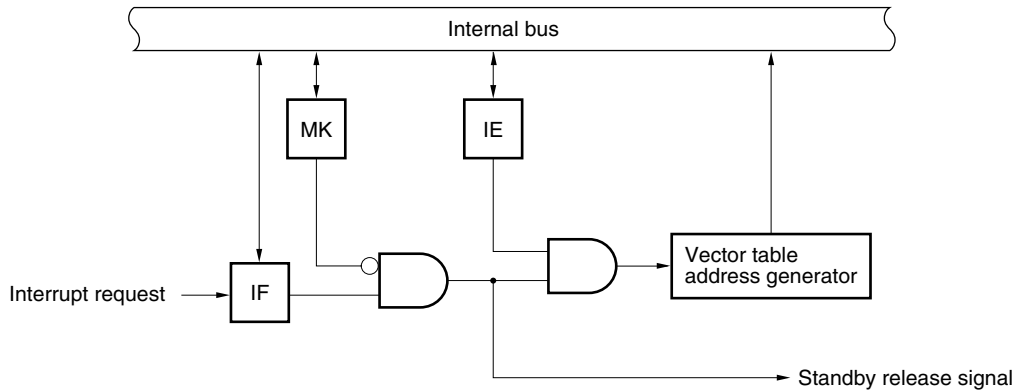 Internal bus
MK
IE
Vector table
address generator
Interrupt request
IF
Standby release signal